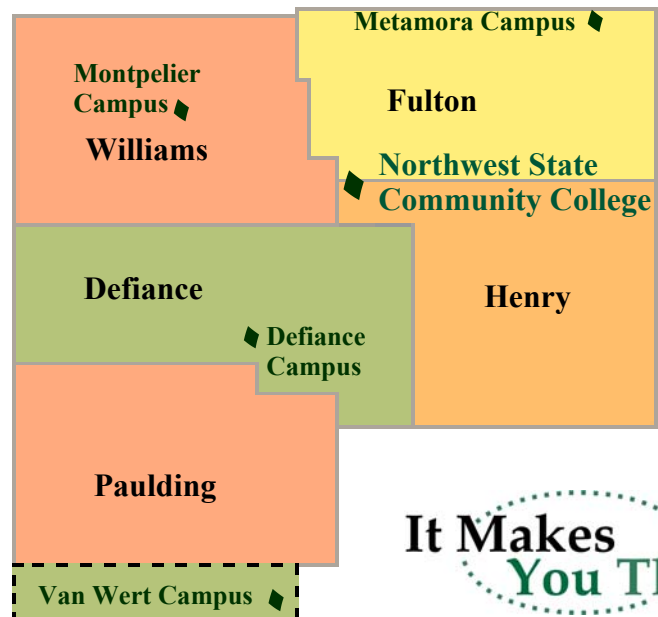 Metamora Campus
Montpelier
Campus
Fulton
Williams
Northwest State
Community College
Defiance
Henry
Defiance
Campus
Paulding
It Makes
You
Van Wert Campus